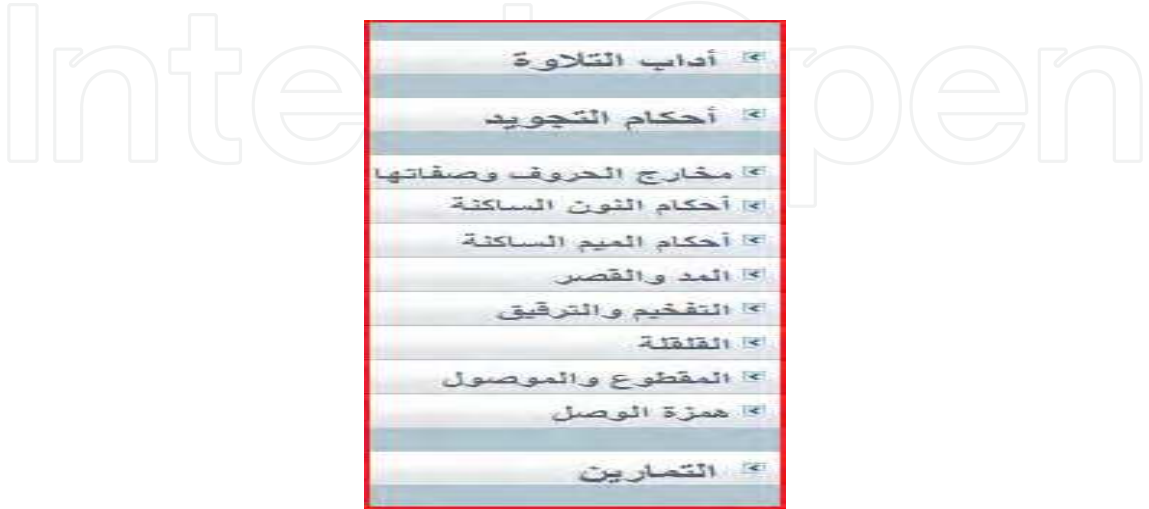 أداب التلاوة
أحكام التجويد
مخارج الحروف وصفاتها
أحكام النون الساكنة
أحكام الميم الساكنة
المد والقصر
التفخيم والترقيق
القلقلة
المقطوع والموصول
همزة الوصل
التمارين